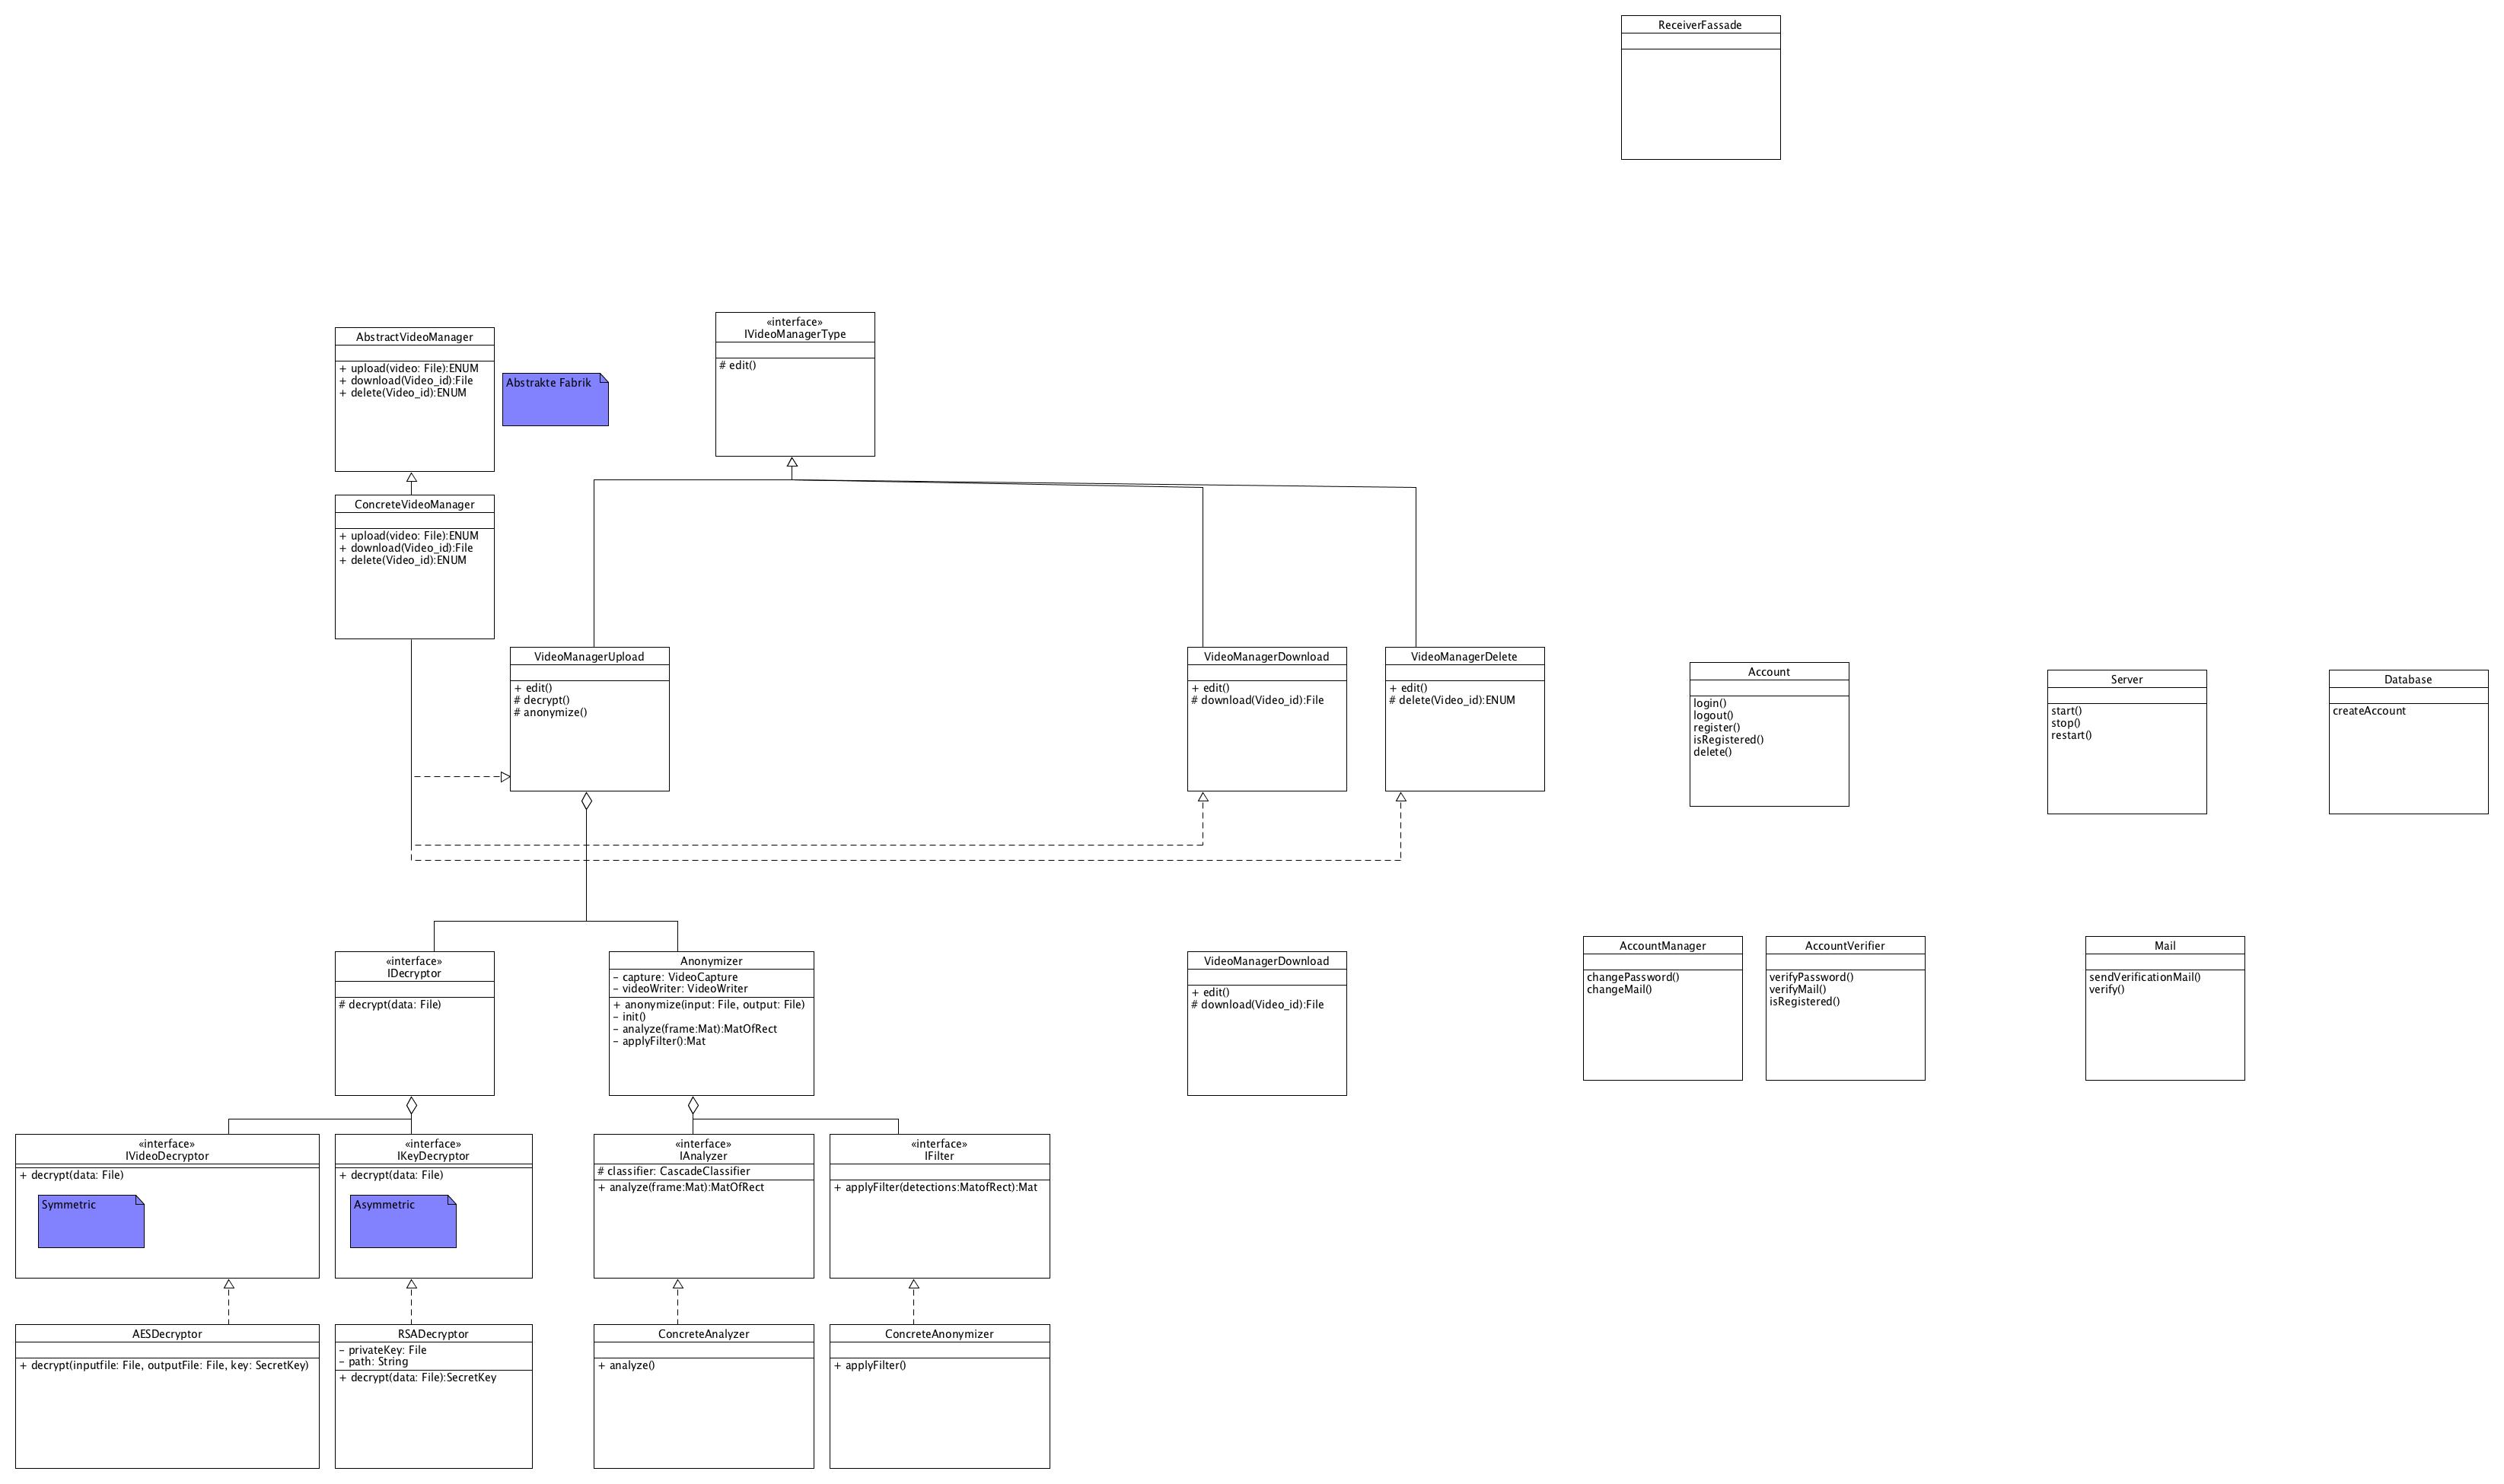 ReceiverFassade
AbstractVideoManager
+ upload(video: File):ENUM
+ download(Video_id):File
+ delete(Video_id):ENUM
Abstrakte Fabrik
«interface»
IVideoManagerType
# edit()
ConcreteVideoManager
+ upload(video: File):ENUM
+ download(Video_id):File
+ delete(Video_id):ENUM
VideoManagerUpload
+ edit()
# decrypt()
# anonymize()
VideoManagerDownload
+ edit()
# download(Video_id):File
VideoManagerDelete
+ edit()
# delete(Video_id):ENUM
Account
login()
logout()
register()
isRegistered()
delete()
Server
start()
stop()
restart()
Database
createAccount
«interface»
IDecryptor
# decrypt(data: File)
Anonymizer
– capture: VideoCapture
– videoWriter: VideoWriter
+ anonymize(input: File, output: File)
– init()
– analyze(frame:Mat):MatOfRect
– applyFilter():Mat
VideoManagerDownload
+ edit()
# download(Video_id):File
AccountManager
changePassword()
changeMail()
AccountVerifier
verifyPassword()
verifyMail()
isRegistered()
Mail
sendVerificationMail()
verify()
«interface»
IVideoDecryptor
+ decrypt(data: File)
Symmetric
«interface»
IKeyDecryptor
+ decrypt(data: File)
Asymmetric
«interface»
IAnalyzer
# classifier: CascadeClassifier
+ analyze(frame:Mat):MatOfRect
«interface»
IFilter
+ applyFilter(detections:MatofRect):Mat
AESDecryptor
+ decrypt(inputfile: File, outputFile: File, key: SecretKey)
RSADecryptor
– privateKey: File
– path: String
+ decrypt(data: File):SecretKey
ConcreteAnalyzer
+ analyze()
ConcreteAnonymizer
+ applyFilter()